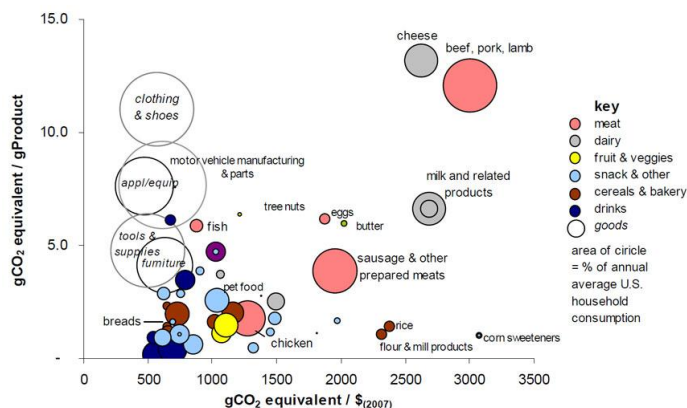 15.0
cheese
beef, pork, lamb
clothing
& shoes
key
meat
dairy
fruit & veggies
snack & other
cereals & bakery
drinks
goods
area of ciricle
= % of annual
average U.S.
household
consumption
gCO2 equivalent / gProduct
10.0
motor vehicle manufacturing
& parts
appl/equip
milk and related
products
tree nuts
eggs
butter
fish
tools &
supplies
furniture
5.0
sausage & other
prepared meats
pet food
breads
chicken
rice
flour & mill products
corn sweeteners
-
0
500
1000
1500
2000
2500
3000
3500
gCO2 equivalent / $(2007)